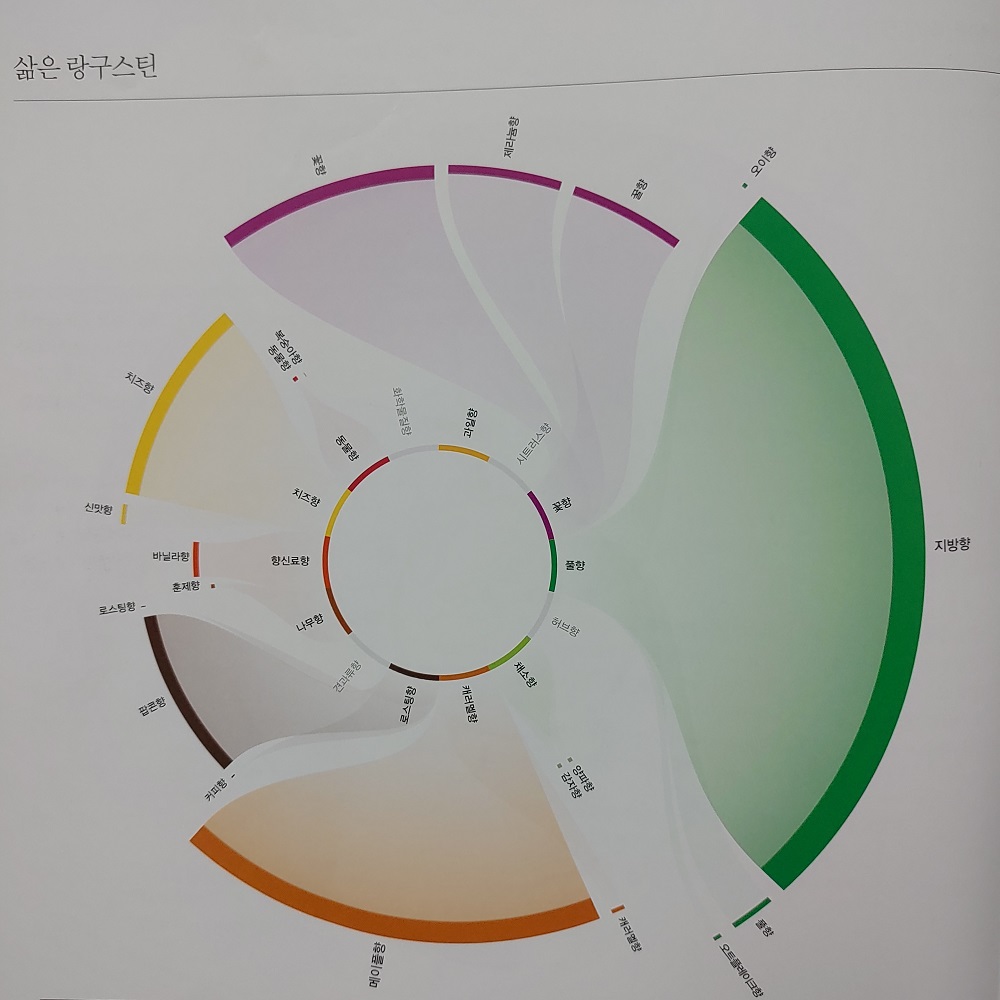 삶은 랑구스틴
꽃향
제라늄향
꿀향
오이향
지방향
풀향
오트플레이크향
캐러멜향
메이플향
커피향
팝콘향
로스팅향
훈제향
바닐라향
신맛향
치즈향
복숭아향
동물향
양파향
감자향
화학물질향
과일향
시트러스향
꽃향
풀향
허브향
채소향
캐러멜향
로스팅향
견과류향
나무향
향신료향
치즈향
동물향